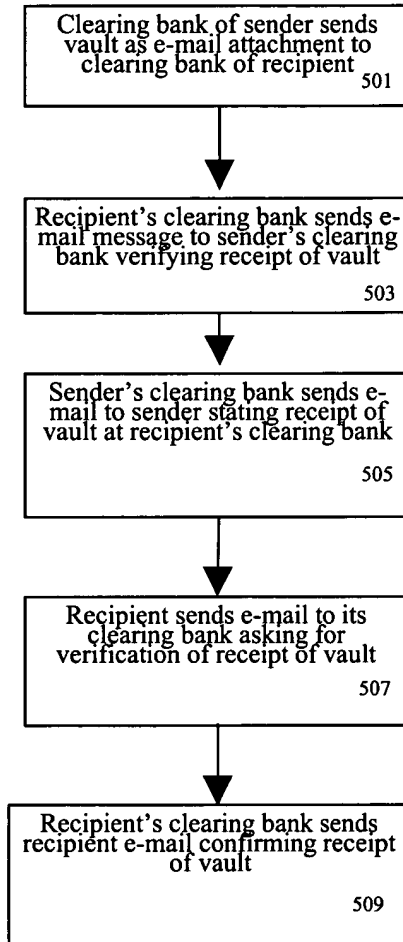 Clearing bank of sender sends
vault as e-mail attachment to
clearing bank of recipient
501
Recipient's clearing bank sends e-
mail message to sender's clearing
bank verifying receipt of vault
503
Sender's clearing bank sends e-
mail to sender stating receipt of
vault at recipient's clearing bank
505
Recipient sends e-mail to its
clearing bank asking for
verification of receipt of vault
507
Recipient's clearing bank sends
recipient e-mail confirming receipt
of vault
509